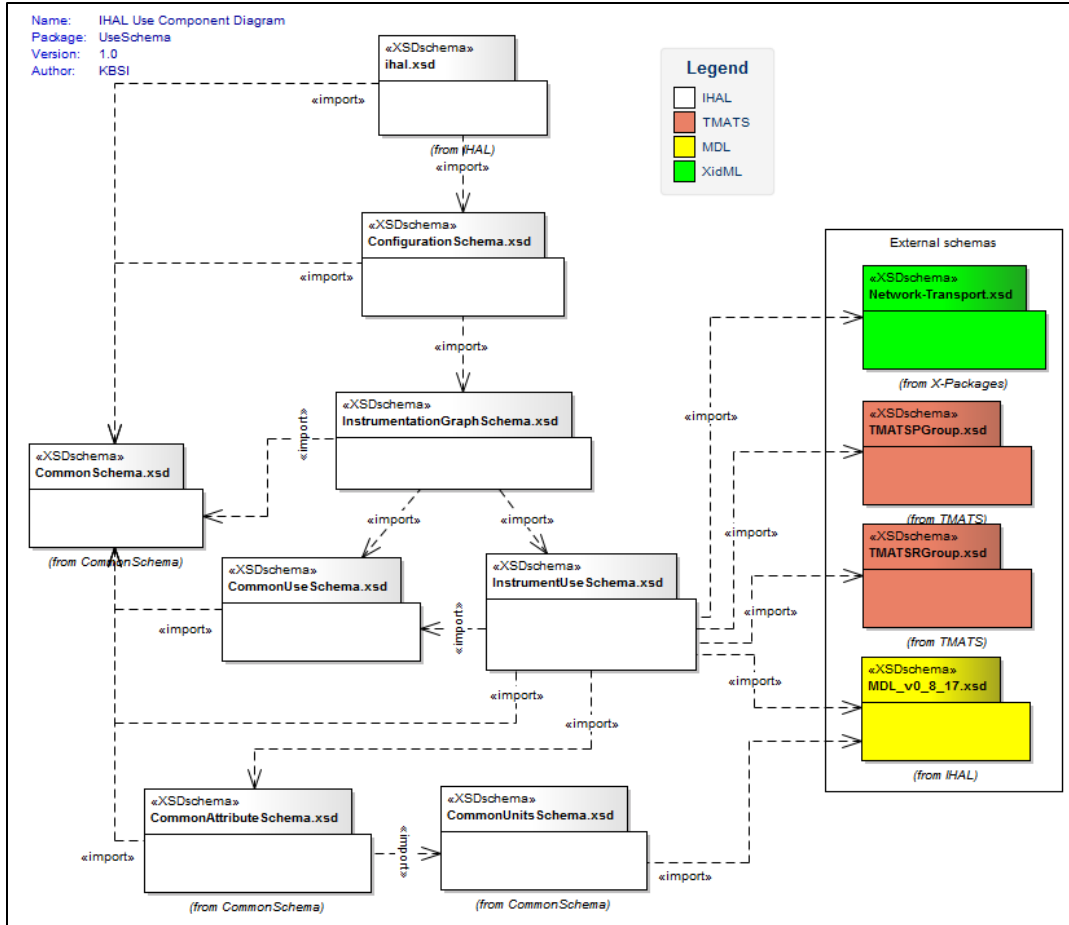 Name: IHAL Use Component Diagram
Package: UseSchema
Version: 1.0
Author: KBSI
«XSDschema»
ihal.xsd
«import»
(from IHAL)
«import»
Legend
IHAL
TMATS
MDL
XidML
«XSDschema»
ConfigurationSchema.xsd
«import»
«import»
External schemas
«XSDschema»
Network-Transport.xsd
(from X-Packages)
«import»
«XSDschema»
InstrumentationGraphSchema.xsd
«import»
«XSDschema»
TMATSPGroup.xsd
(from TMATS)
«import»
«XSDschema»
CommonSchema.xsd
(from CommonSchema)
«import»
«import»
«XSDschema»
TMATSRGroup.xsd
(from TMATS)
«import»
«XSDschema»
CommonUseSchema.xsd
«import»
«XSDschema»
InstrumentUseSchema.xsd
«import»
«import»
«import»
«XSDschema»
MDL_v0_8_17.xsd
(from IHAL)
«import»
«import»
«XSDschema»
CommonAttributeSchema.xsd
«import»
(from CommonSchema)
«import»
«XSDschema»
CommonUnitsSchema.xsd
(from CommonSchema)
«import»